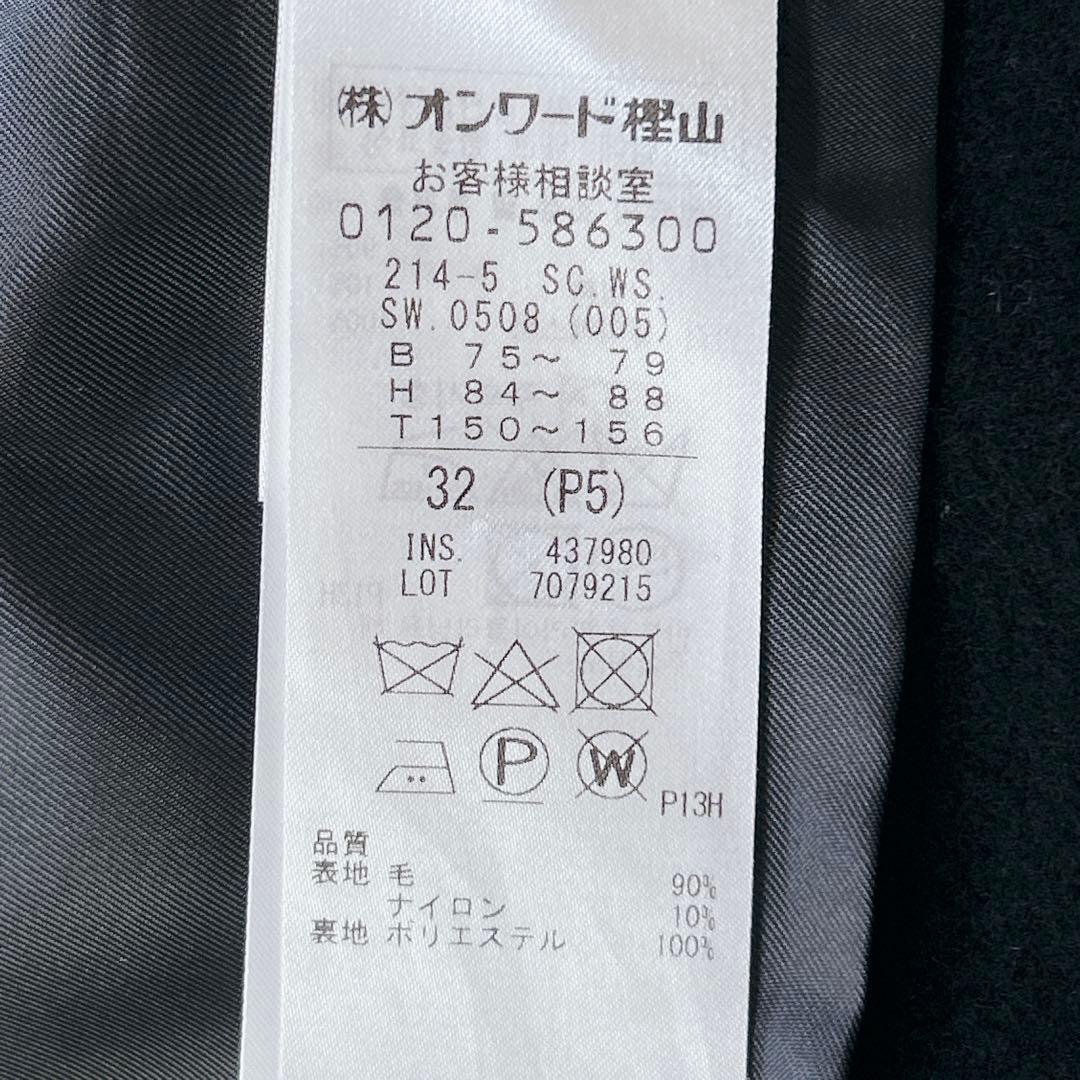 (株)オンワード樫山
お客様相談室
0120-586300
214-5 SC.WS.
SW.0508 (005)
B 75～ 79
H 84～ 88
T150～156
32 (P5)
INS. 437980
LOT 7079215
P W P13H
品質
表地 毛 90%
ナイロン 10%
裏地 ポリエステル 100%